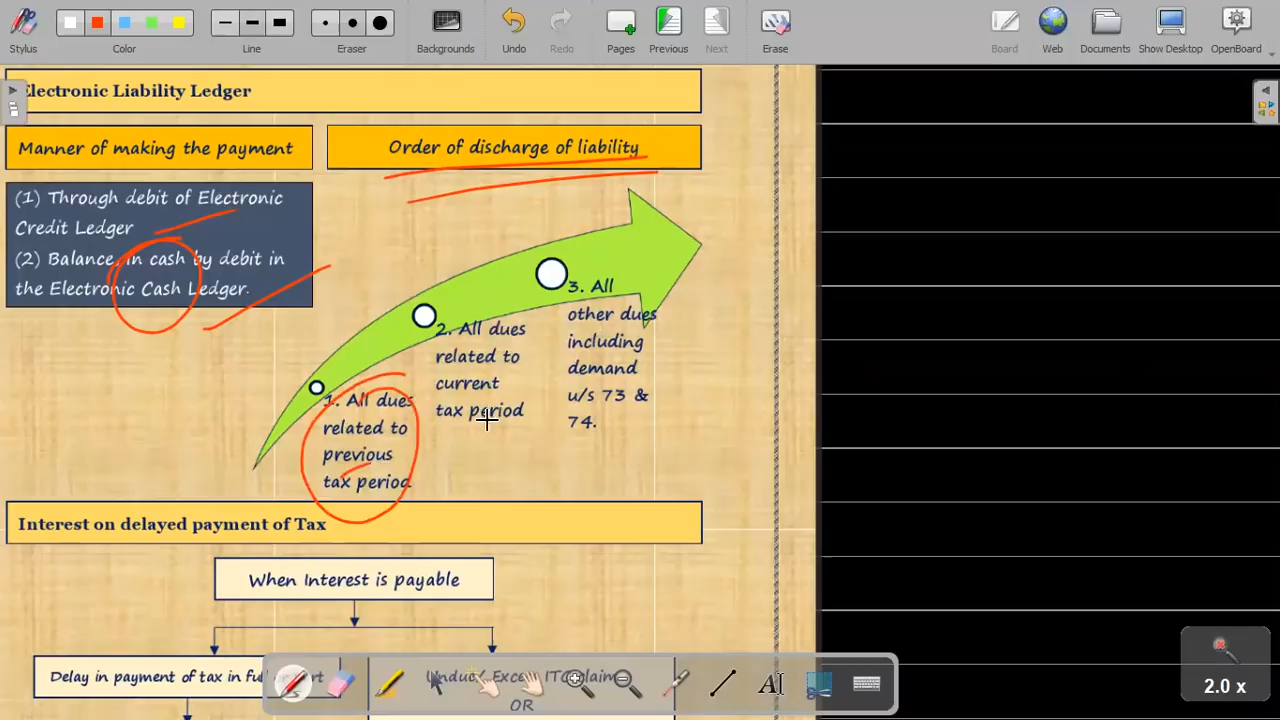 Stylus
Color
Line
Eraser
Backgrounds
Undo
Redo
Pages
Previous
Next
Erase
Board
Web
Documents
Show Desktop
OpenBoard
Electronic Liability Ledger
Manner of making the payment
Order of discharge of liability
(1) Through debit of Electronic
Credit Ledger
(2) Balance in cash by debit in
the Electronic Cash Ledger.
1. All dues
related to
previous
tax period
2. All dues
related to
current
tax period
3. All
other dues
including
demand
u/s 73 &
74.
Interest on delayed payment of Tax
When Interest is payable
Delay in payment of tax in full
OR
2.0 x